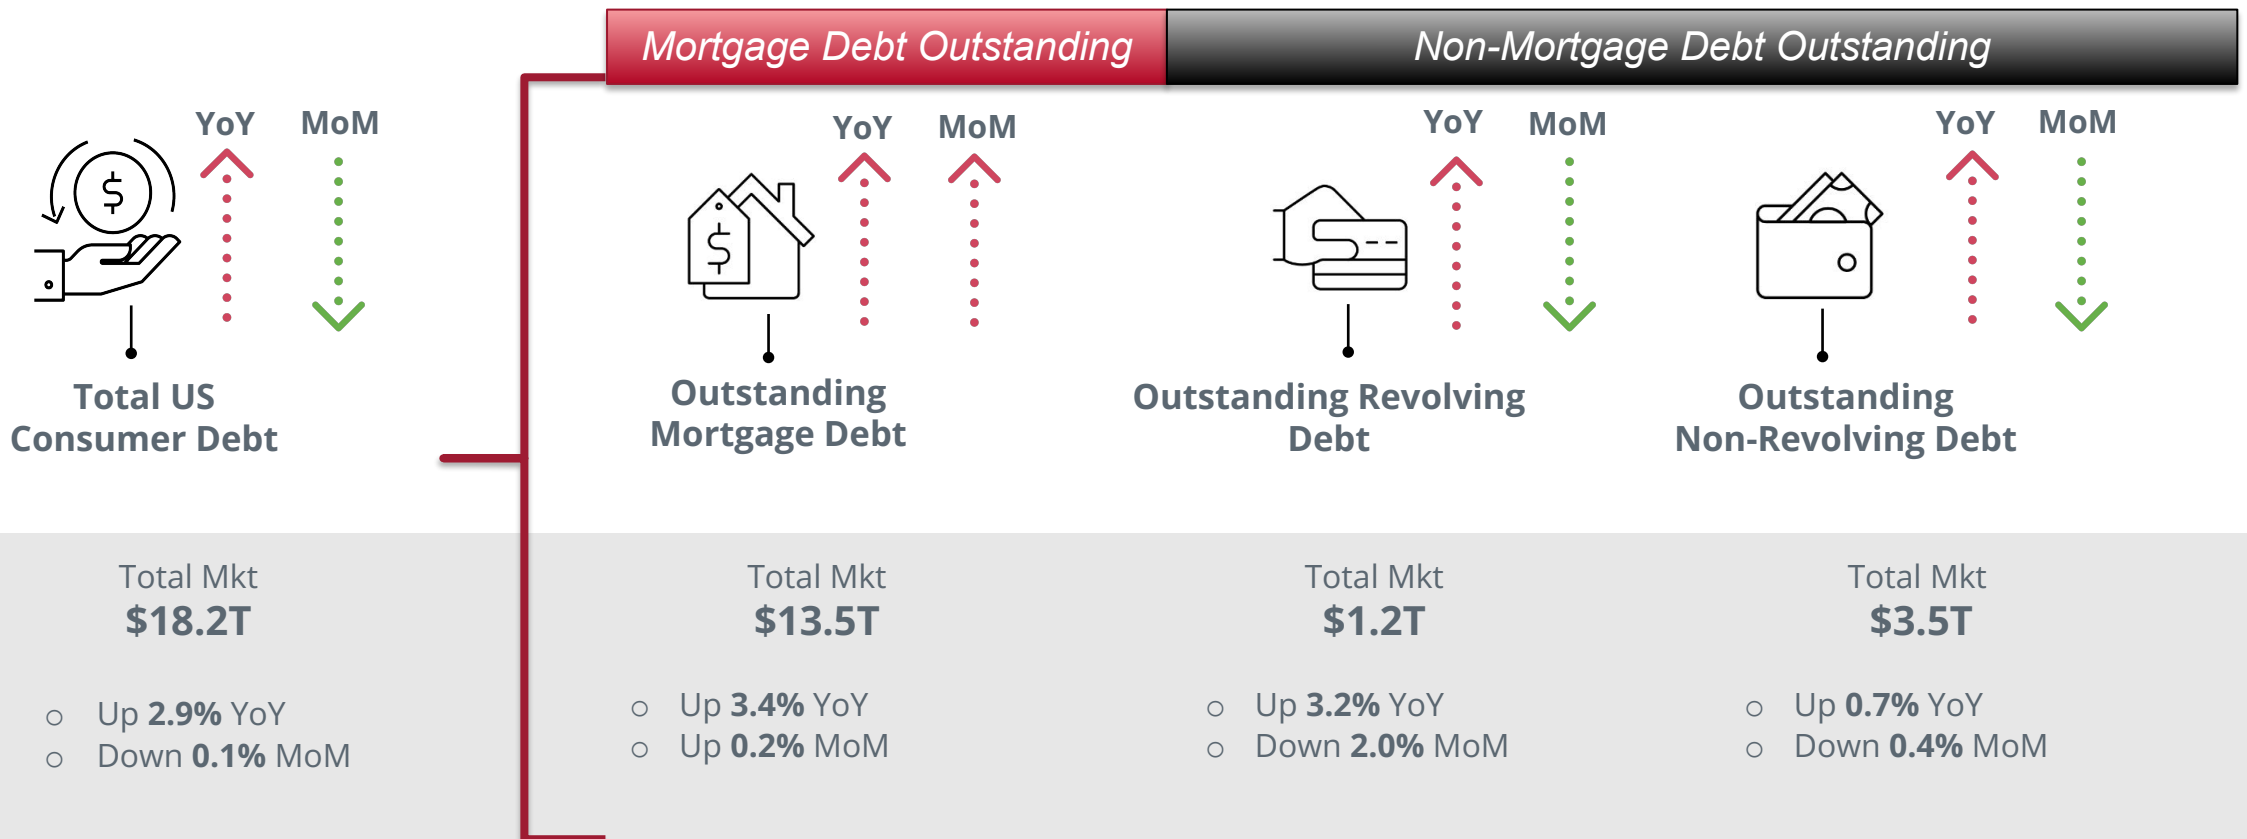 Mortgage Debt Outstanding
Non-Mortgage Debt Outstanding
YoY MoM
$
Total US
Consumer Debt
YoY MoM
$
Outstanding
Mortgage Debt
YoY MoM
Outstanding Revolving
Debt
YoY MoM
Outstanding
Non-Revolving Debt
Total Mkt
$18.2T
○ Up 2.9% YoY
○ Down 0.1% MoM
Total Mkt
$13.5T
○ Up 3.4% YoY
○ Up 0.2% MoM
Total Mkt
$1.2T
○ Up 3.2% YoY
○ Down 2.0% MoM
Total Mkt
$3.5T
○ Up 0.7% YoY
○ Down 0.4% MoM